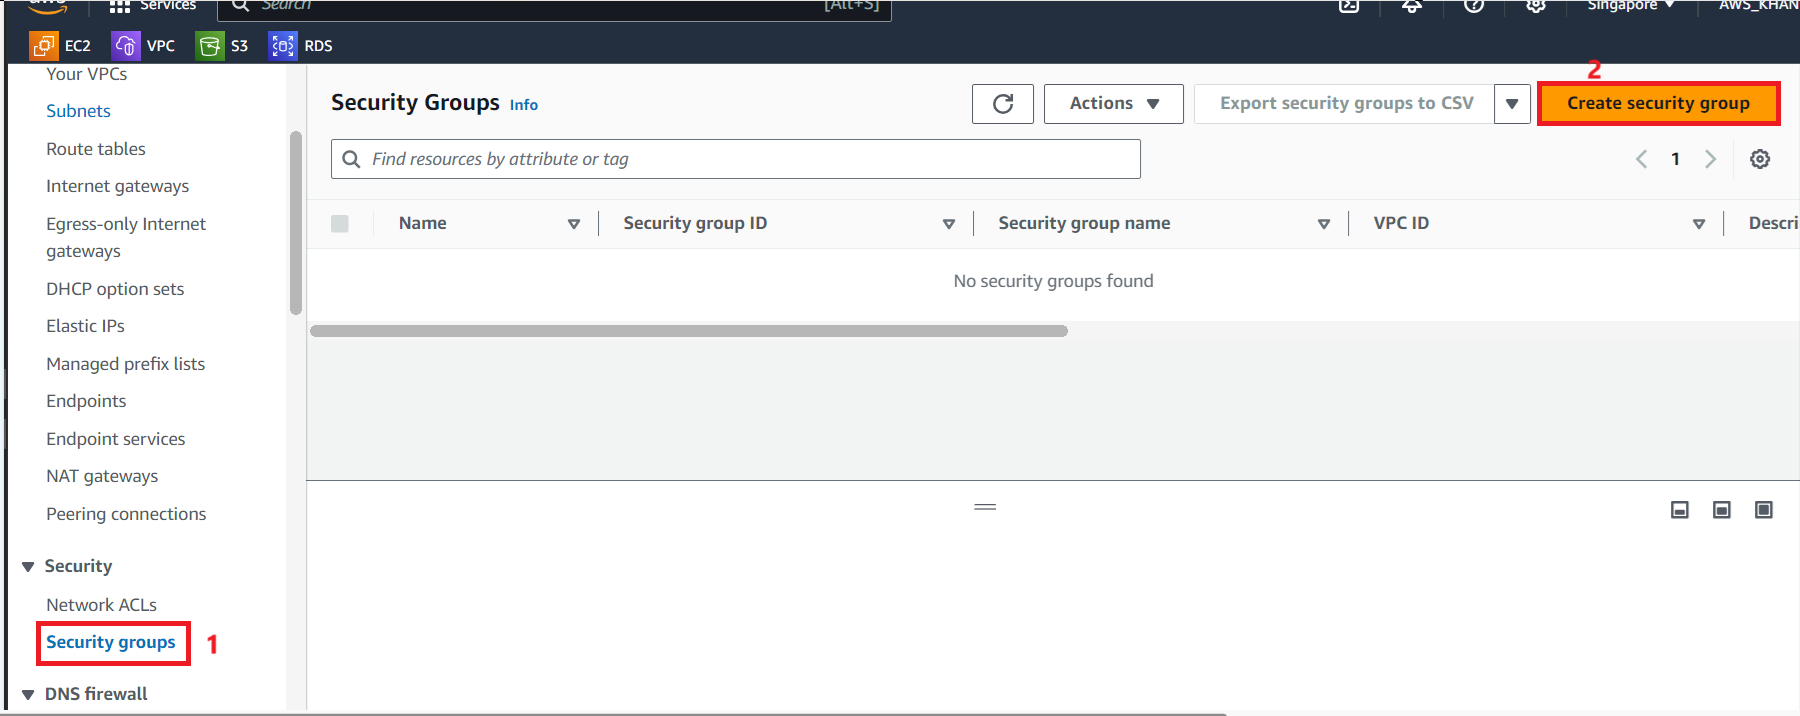 aws
Services
Search
[Alt+S]
Singapore
AWS_KHAN
EC2
VPC
S3
RDS
Your VPCs
Subnets
Route tables
Internet gateways
Egress-only Internet
gateways
DHCP option sets
Elastic IPs
Managed prefix lists
Endpoints
Endpoint services
NAT gateways
Peering connections
Security
Network ACLs
Security groups
1
DNS firewall
Security Groups Info
Actions
Export security groups to CSV
2
Create security group
Find resources by attribute or tag
1
Name
Security group ID
Security group name
VPC ID
Descri
No security groups found